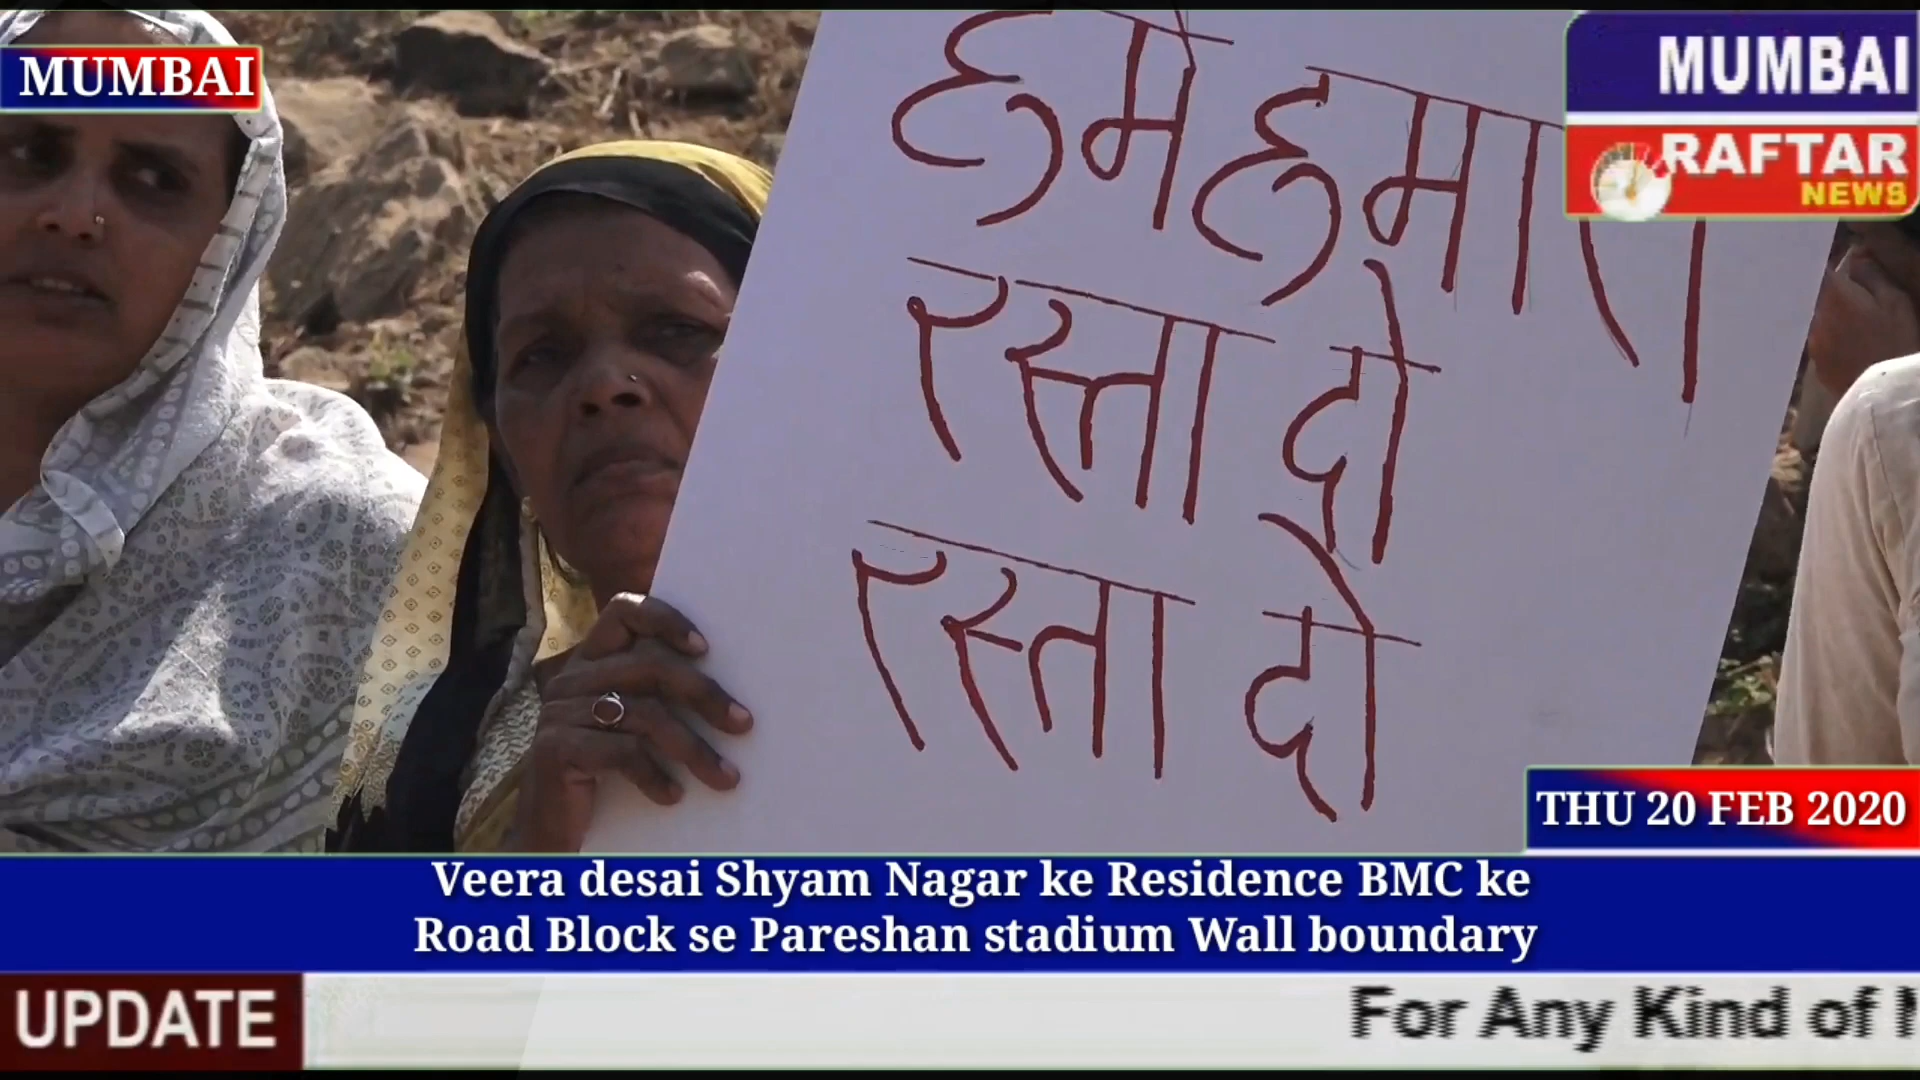 MUMBAI
MUMBAI
RAFTAR
NEWS
हमे हमारा
रस्ता दो
रस्ता दो
THU 20 FEB 2020
Veera desai Shyam Nagar ke Residence BMC ke
Road Block se Pareshan stadium Wall boundary
UPDATE
For Any Kind of